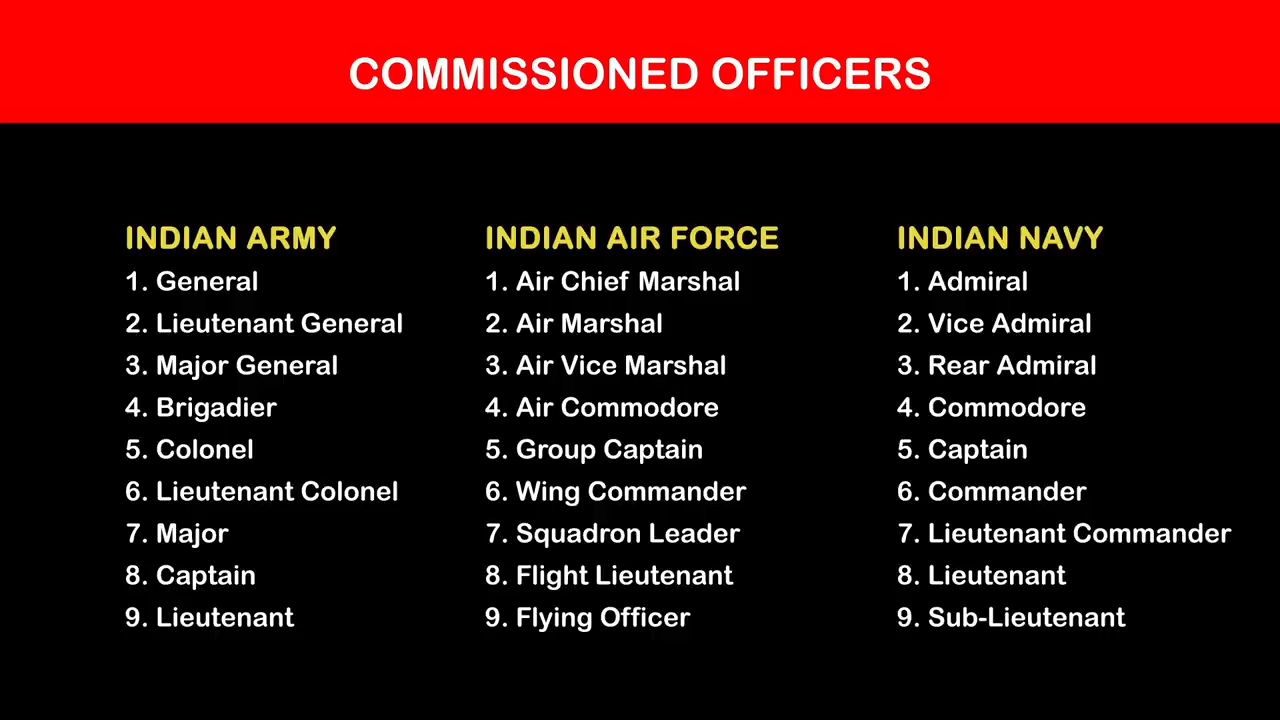 COMMISSIONED OFFICERS
INDIAN ARMY
1. General
2. Lieutenant General
3. Major General
4. Brigadier
5. Colonel
6. Lieutenant Colonel
7. Major
8. Captain
9. Lieutenant
INDIAN AIR FORCE
1. Air Chief Marshal
2. Air Marshal
3. Air Vice Marshal
4. Air Commodore
5. Group Captain
6. Wing Commander
7. Squadron Leader
8. Flight Lieutenant
9. Flying Officer
INDIAN NAVY
1. Admiral
2. Vice Admiral
3. Rear Admiral
4. Commodore
5. Captain
6. Commander
7. Lieutenant Commander
8. Lieutenant
9. Sub-Lieutenant